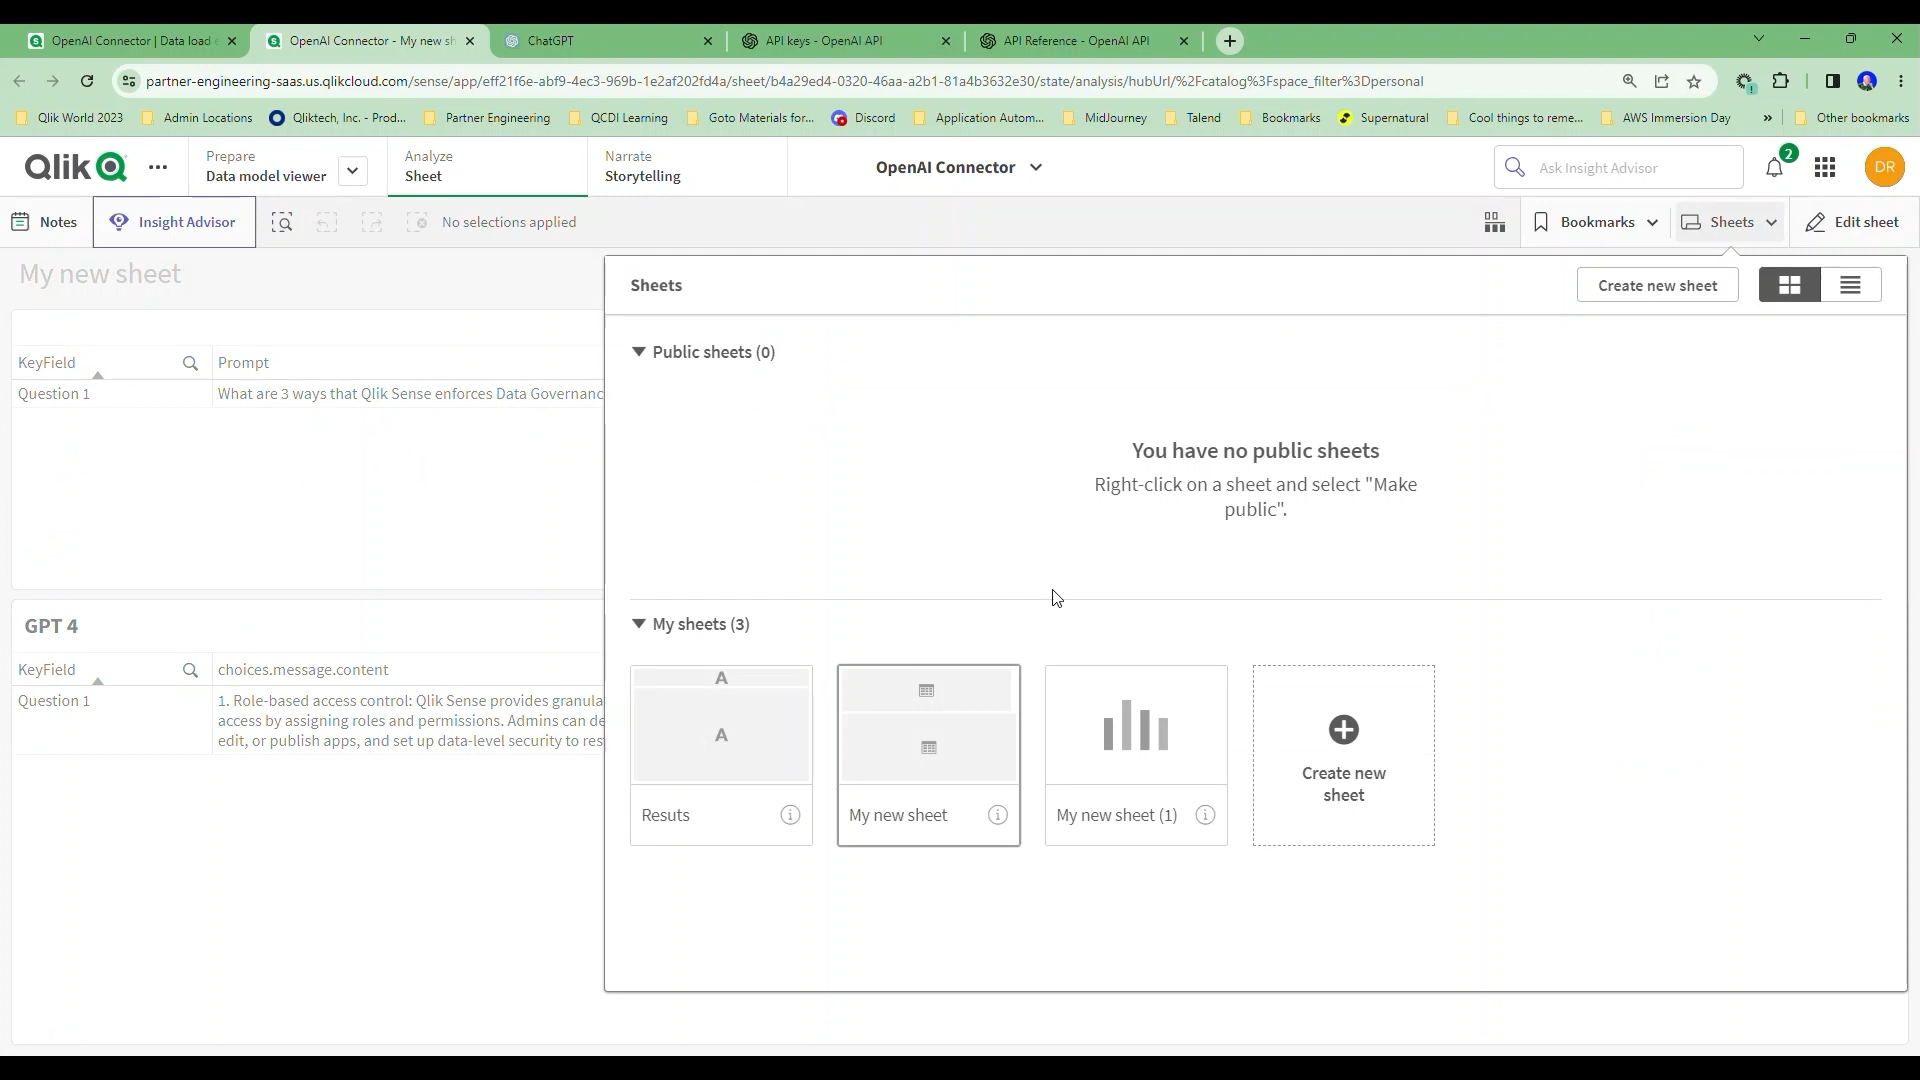 OpenAI Connector | Data load e
OpenAI Connector - My new sh
ChatGPT
API keys - OpenAI API
API Reference - OpenAI API
partner-engineering-saas.us.qlikcloud.com/sense/app/eff21f6e-abf9-4ec3-969b-1e2af202fd4a/sheet/b4a29ed4-0320-46aa-a2b1-81a4b3632e30/state/analysis/hubUrl/%2Fcatalog%3Fspace_filter%3Dpersonal
Qlik World 2023
Admin Locations
Qliktech, Inc. - Prod...
Partner Engineering
QCDI Learning
Goto Materials for...
Discord
Application Autom...
MidJourney
Talend
Bookmarks
Supernatural
Cool things to reme...
AWS Immersion Day
»
Other bookmarks
Qlik
Prepare
Data model viewer
Analyze
Sheet
Narrate
Storytelling
OpenAI Connector
Ask Insight Advisor
2
DR
Notes
Insight Advisor
No selections applied
Bookmarks
Sheets
Edit sheet
My new sheet
Sheets
Create new sheet
Public sheets (0)
KeyField
Prompt
Question 1
What are 3 ways that Qlik Sense enforces Data Governanc
You have no public sheets
Right-click on a sheet and select "Make
public".
GPT 4
My sheets (3)
KeyField
choices.message.content
Question 1
1. Role-based access control: Qlik Sense provides granula
access by assigning roles and permissions. Admins can de
edit, or publish apps, and set up data-level security to res
A
A
Resuts
My new sheet
My new sheet (1)
Create new
sheet